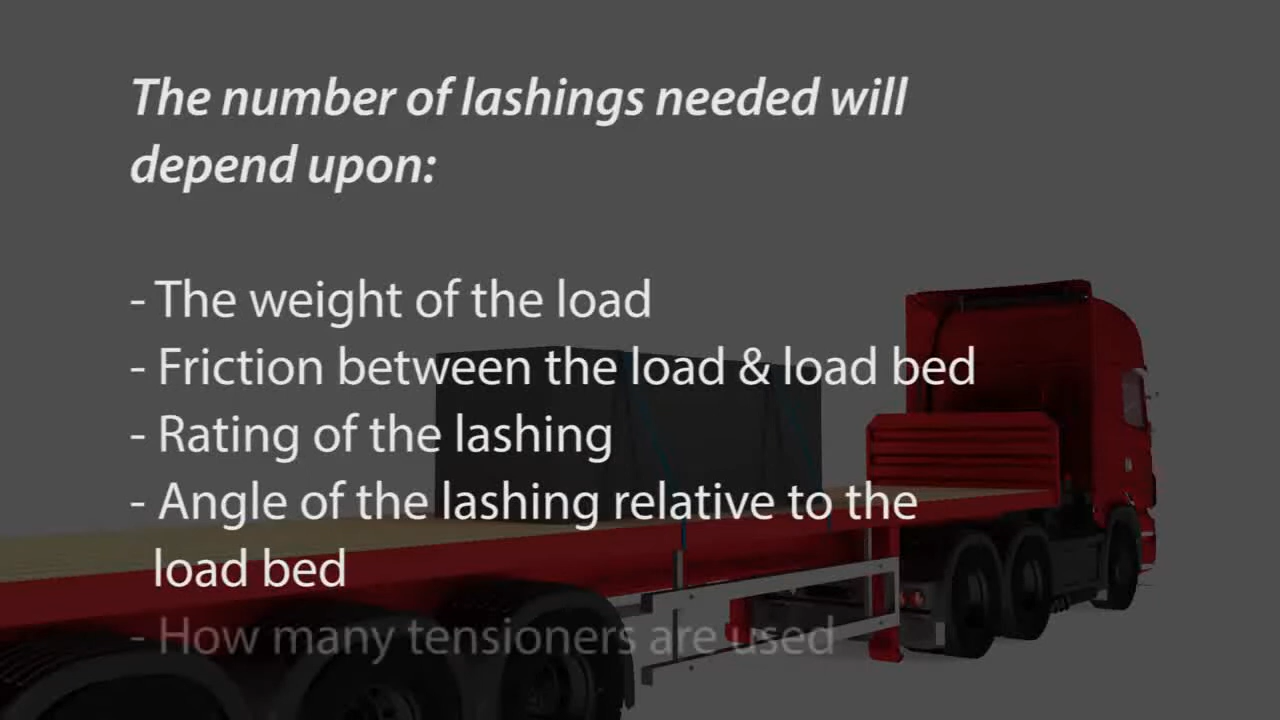 The number of lashings needed will
depend upon:
- The weight of the load
- Friction between the load & load bed
- Rating of the lashing
- Angle of the lashing relative to the
load bed
- How many tensioners are used